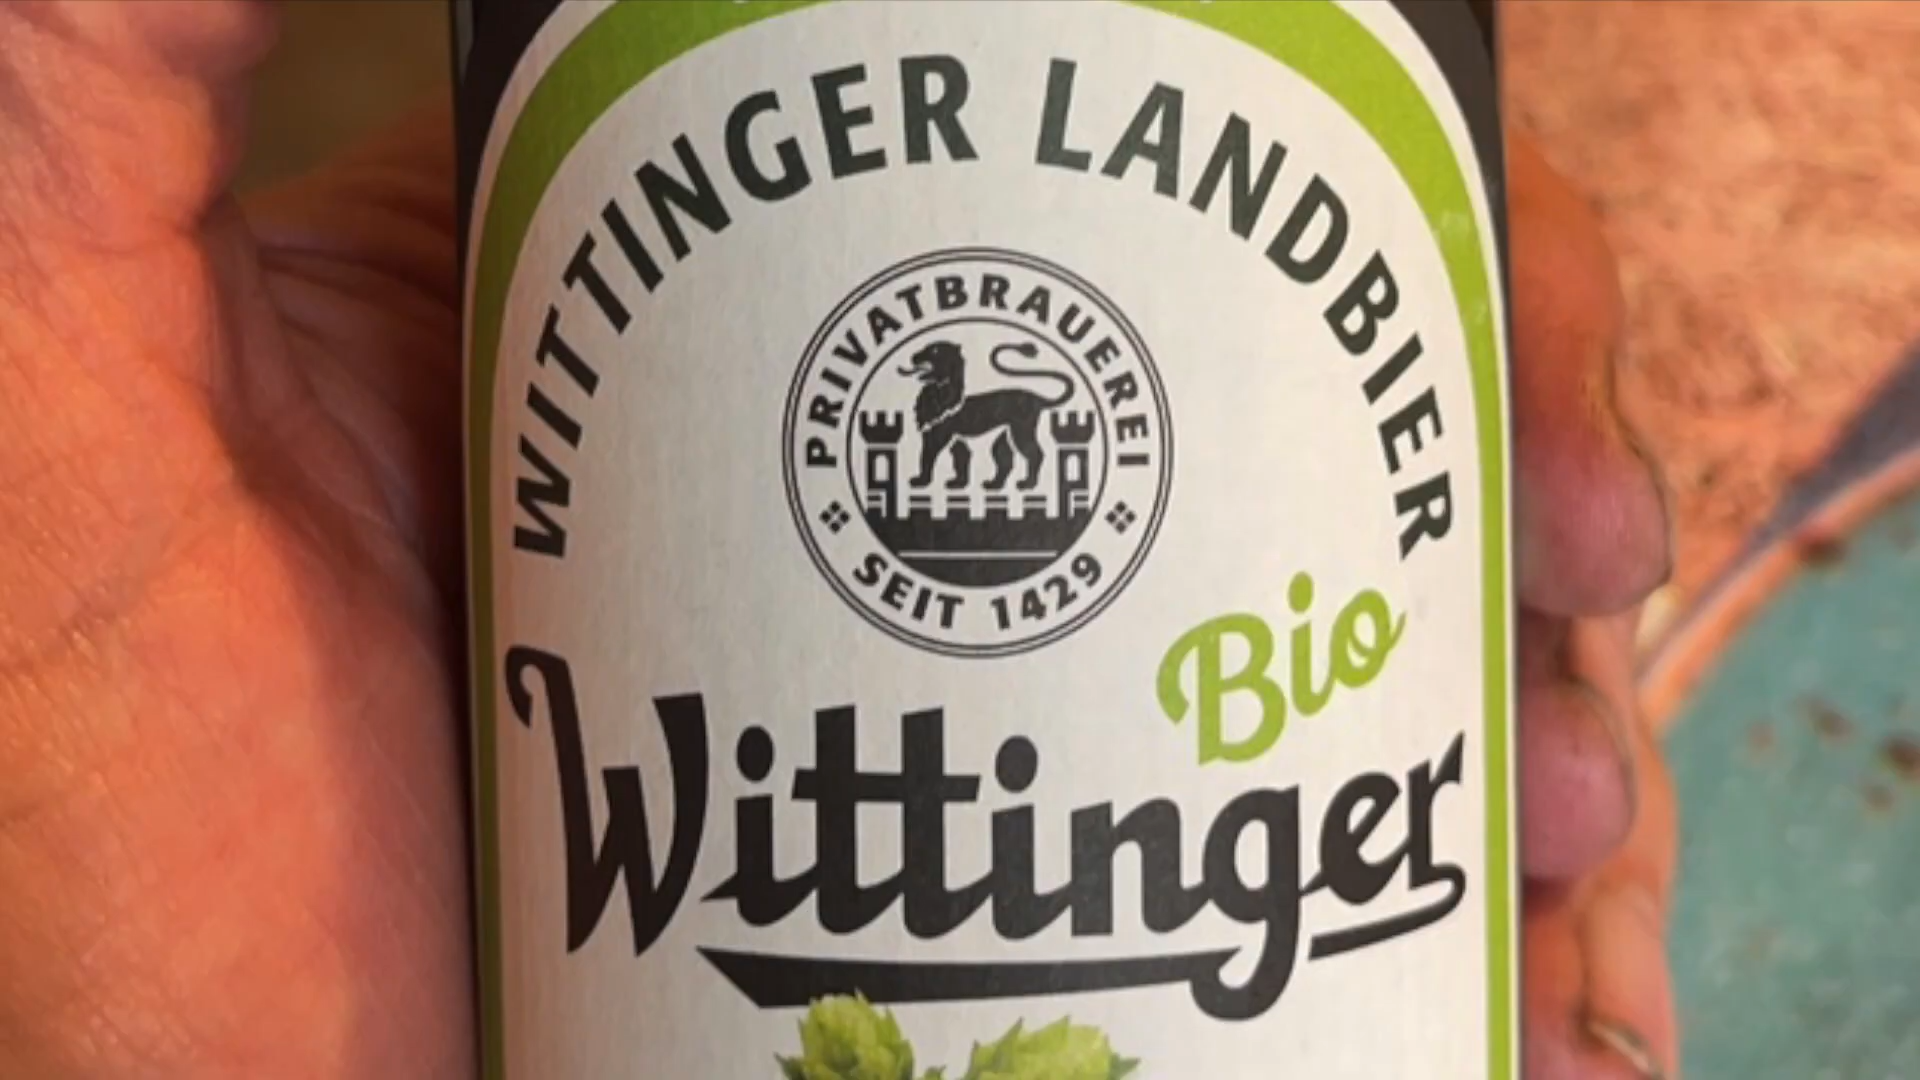 WITTINGER LANDBIER
PRIVATBRAUEREI
SEIT 1429
Bio
Wittinger